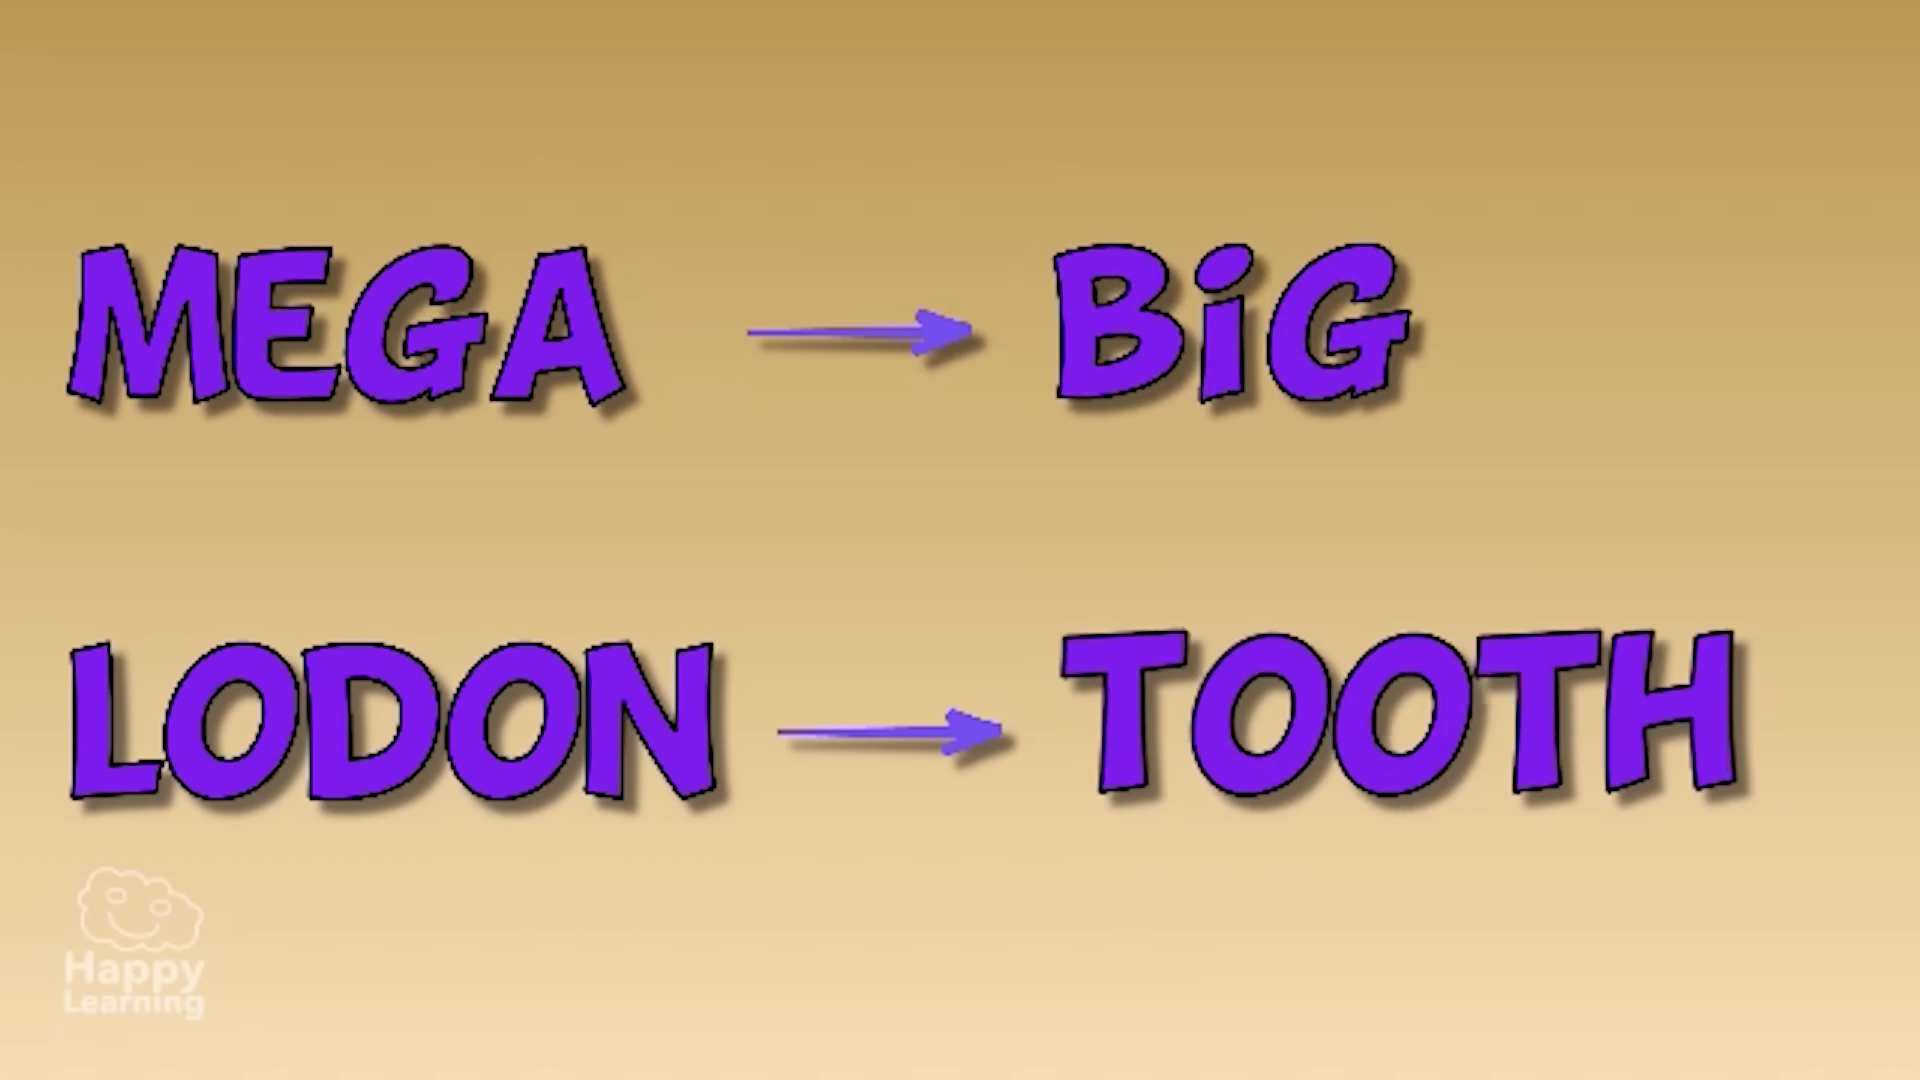 MEGA → BiG
LODON → TOOTH
Happy
Learning